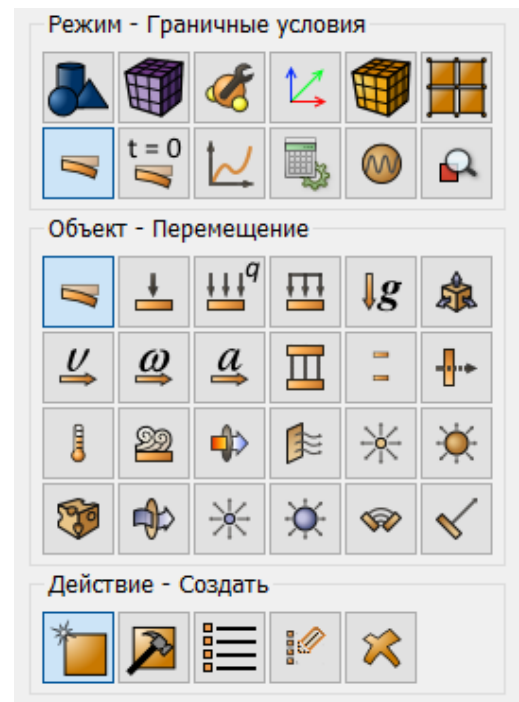 Режим - Граничные условия
t = 0
Объект - Перемещение
q
g
υ ω a
Действие - Создать